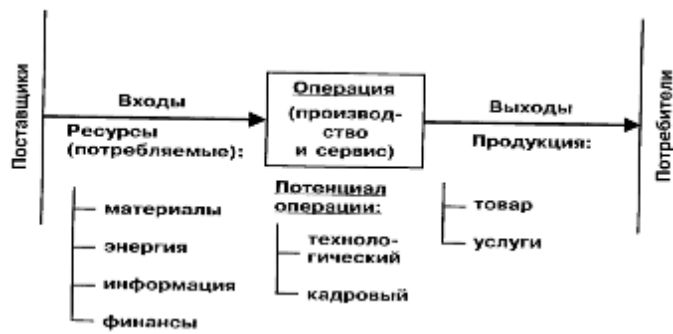 Поставщики
Входы
Ресурсы
(потребляемые):
материалы
энергия
информация
финансы
Операция
(производ-
ство
и сервис)
Потенциал
операции:
техноло-
гический
кадровый
Выходы
Продукция:
товар
услуги
Потребители